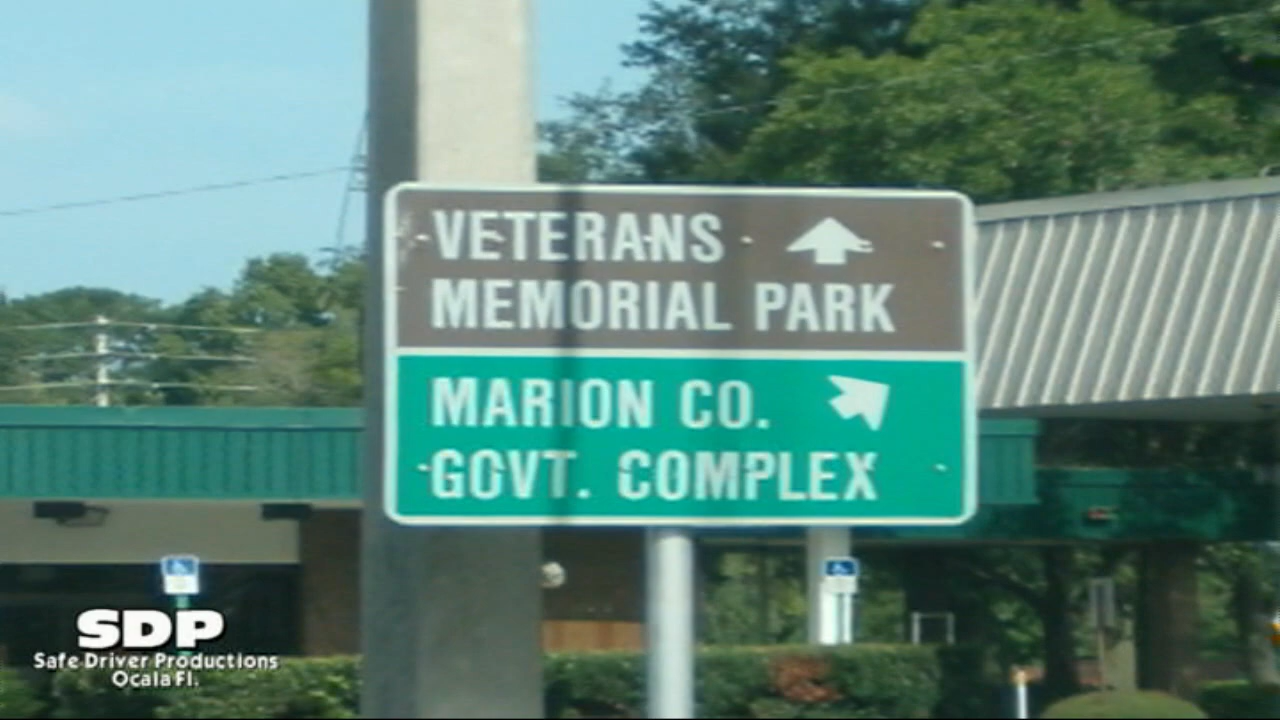 VETERANS
MEMORIAL PARK
MARION CO.
GOVT. COMPLEX
SDP
Safe Driver Productions
Ocala Fl.